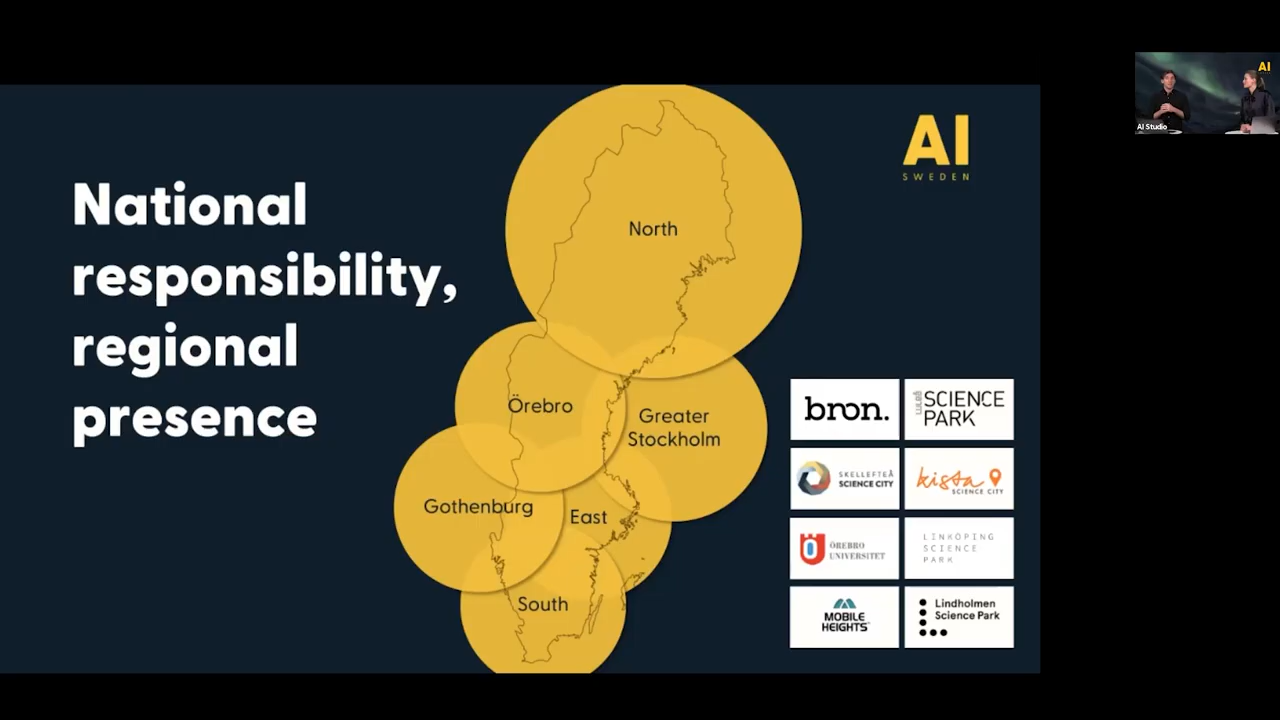 National
responsibility,
regional
presence
AI
SWEDEN
North
Örebro
Greater
Stockholm
Gothenburg
East
South
bron.
LULEÅ
SCIENCE
PARK
SKELLEFTEÅ
SCIENCE CITY
kista
SCIENCE CITY
ÖREBRO
UNIVERSITET
LINKÖPING
SCIENCE
PARK
MOBILE
HEIGHTS
Lindholmen
Science Park
AI
AI Studio